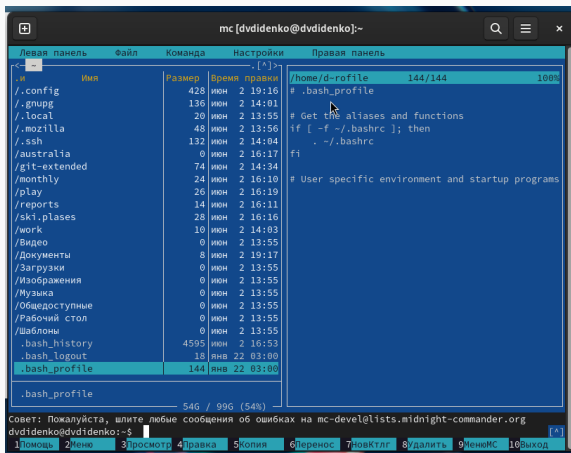 mc [dvdidenko@dvdidenko]:~
Левая панель Файл Команда Настройки Правая панель
<- ~ .[^]>
.и Имя Размер Время правки
/.config 428 июн 2 19:16
/.gnupg 136 июн 2 14:01
/.local 20 июн 2 13:55
/.mozilla 48 июн 2 13:56
/.ssh 132 июн 2 14:04
/australia 0 июн 2 16:17
/git-extended 74 июн 2 14:34
/monthly 24 июн 2 16:10
/play 26 июн 2 16:19
/reports 14 июн 2 16:11
/ski.plases 28 июн 2 16:16
/work 10 июн 2 14:03
/Видео 0 июн 2 13:55
/Документы 8 июн 2 19:17
/Загрузки 0 июн 2 13:55
/Изображения 0 июн 2 13:55
/Музыка 0 июн 2 13:55
/Общедоступные 0 июн 2 13:55
/Рабочий стол 0 июн 2 13:55
/Шаблоны 0 июн 2 13:55
.bash_history 4595 июн 2 16:53
.bash_logout 18 янв 22 03:00
.bash_profile 144 янв 22 03:00
.bash_profile
54G / 99G (54%)
/home/d-rofile 144/144 100%
# .bash_profile
# Get the aliases and functions
if [ -f ~/.bashrc ]; then
. ~/.bashrc
fi
# User specific environment and startup programs
Совет: Пожалуйста, шлите любые сообщения об ошибках на mc-devel@lists.midnight-commander.org
dvdidenko@dvdidenko:~$ [^]
1Помощь 2Меню 3Просмотр 4Правка 5Копия 6Перенос 7НовКтлг 8Удалить 9МенюМС 10Выход